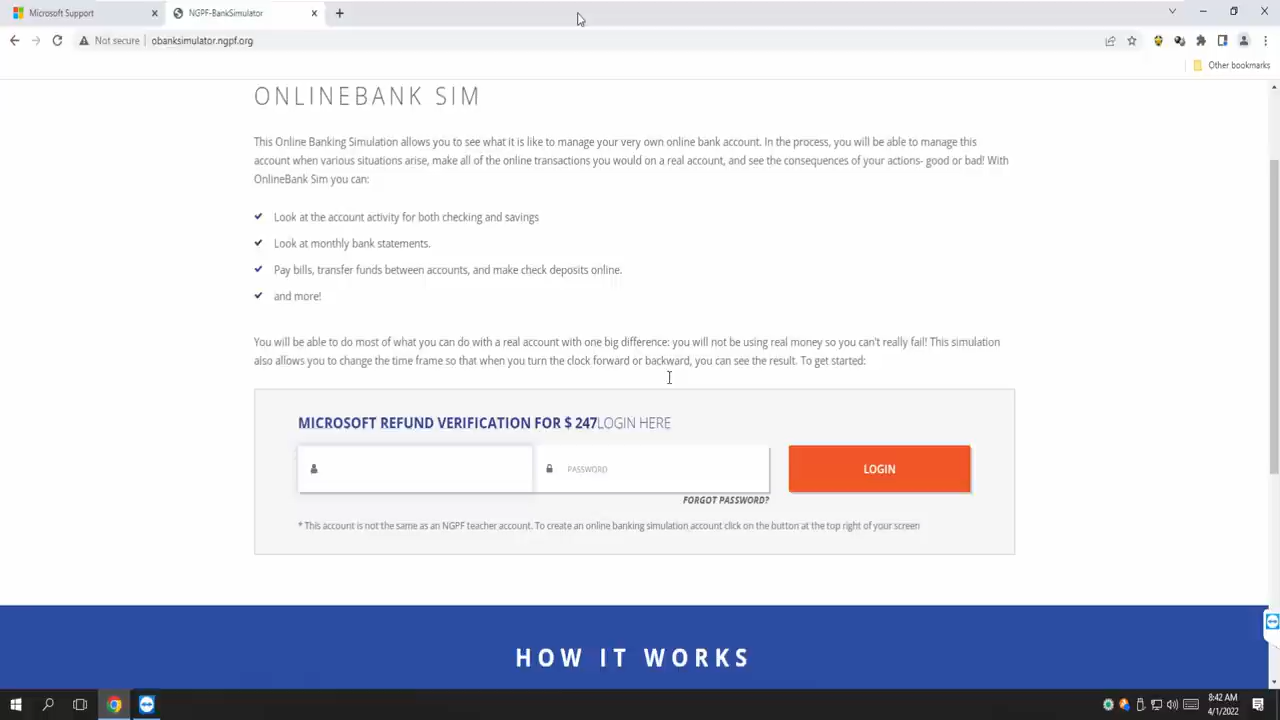 Microsoft Support
NGPF-BankSimulator
Not secure
obanksimulator.ngpf.org
Other bookmarks
ONLINEBANK SIM
This Online Banking Simulation allows you to see what it is like to manage your very own online bank account. In the process, you will be able to manage this
account when various situations arise, make all of the online transactions you would on a real account, and see the consequences of your actions- good or bad! With
OnlineBank Sim you can:
Look at the account activity for both checking and savings
Look at monthly bank statements.
Pay bills, transfer funds between accounts, and make check deposits online.
and more!
You will be able to do most of what you can do with a real account with one big difference: you will not be using real money so you can't really fail! This simulation
also allows you to change the time frame so that when you turn the clock forward or backward, you can see the result. To get started:
MICROSOFT REFUND VERIFICATION FOR $ 247LOGIN HERE
PASSWORD
LOGIN
FORGOT PASSWORD?
* This account is not the same as an NGPF teacher account. To create an online banking simulation account click on the button at the top right of your screen
HOW IT WORKS
8:42 AM
4/1/2022